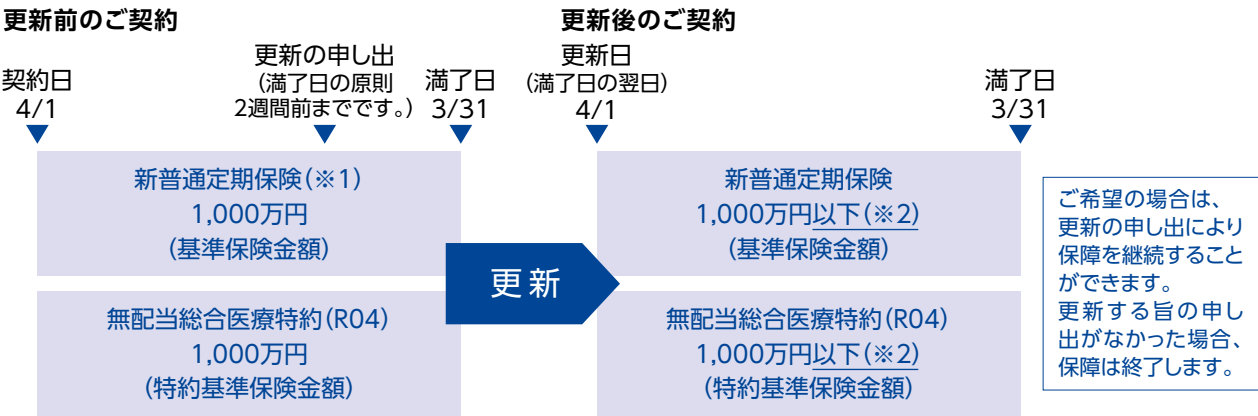 更新前のご契約
契約日
4/1
更新の申し出
(満了日の原則
2週間前までです。)
満了日
3/31
新普通定期保険(※1)
1,000万円
(基準保険金額)
無配当総合医療特約(R04)
1,000万円
(特約基準保険金額)
更新
更新後のご契約
更新日
(満了日の翌日)
4/1
満了日
3/31
新普通定期保険
1,000万円以下(※2)
(基準保険金額)
無配当総合医療特約(R04)
1,000万円以下(※2)
(特約基準保険金額)
ご希望の場合は、
更新の申し出により
保障を継続すること
ができます。
更新する旨の申し
出がなかった場合、
保障は終了します。